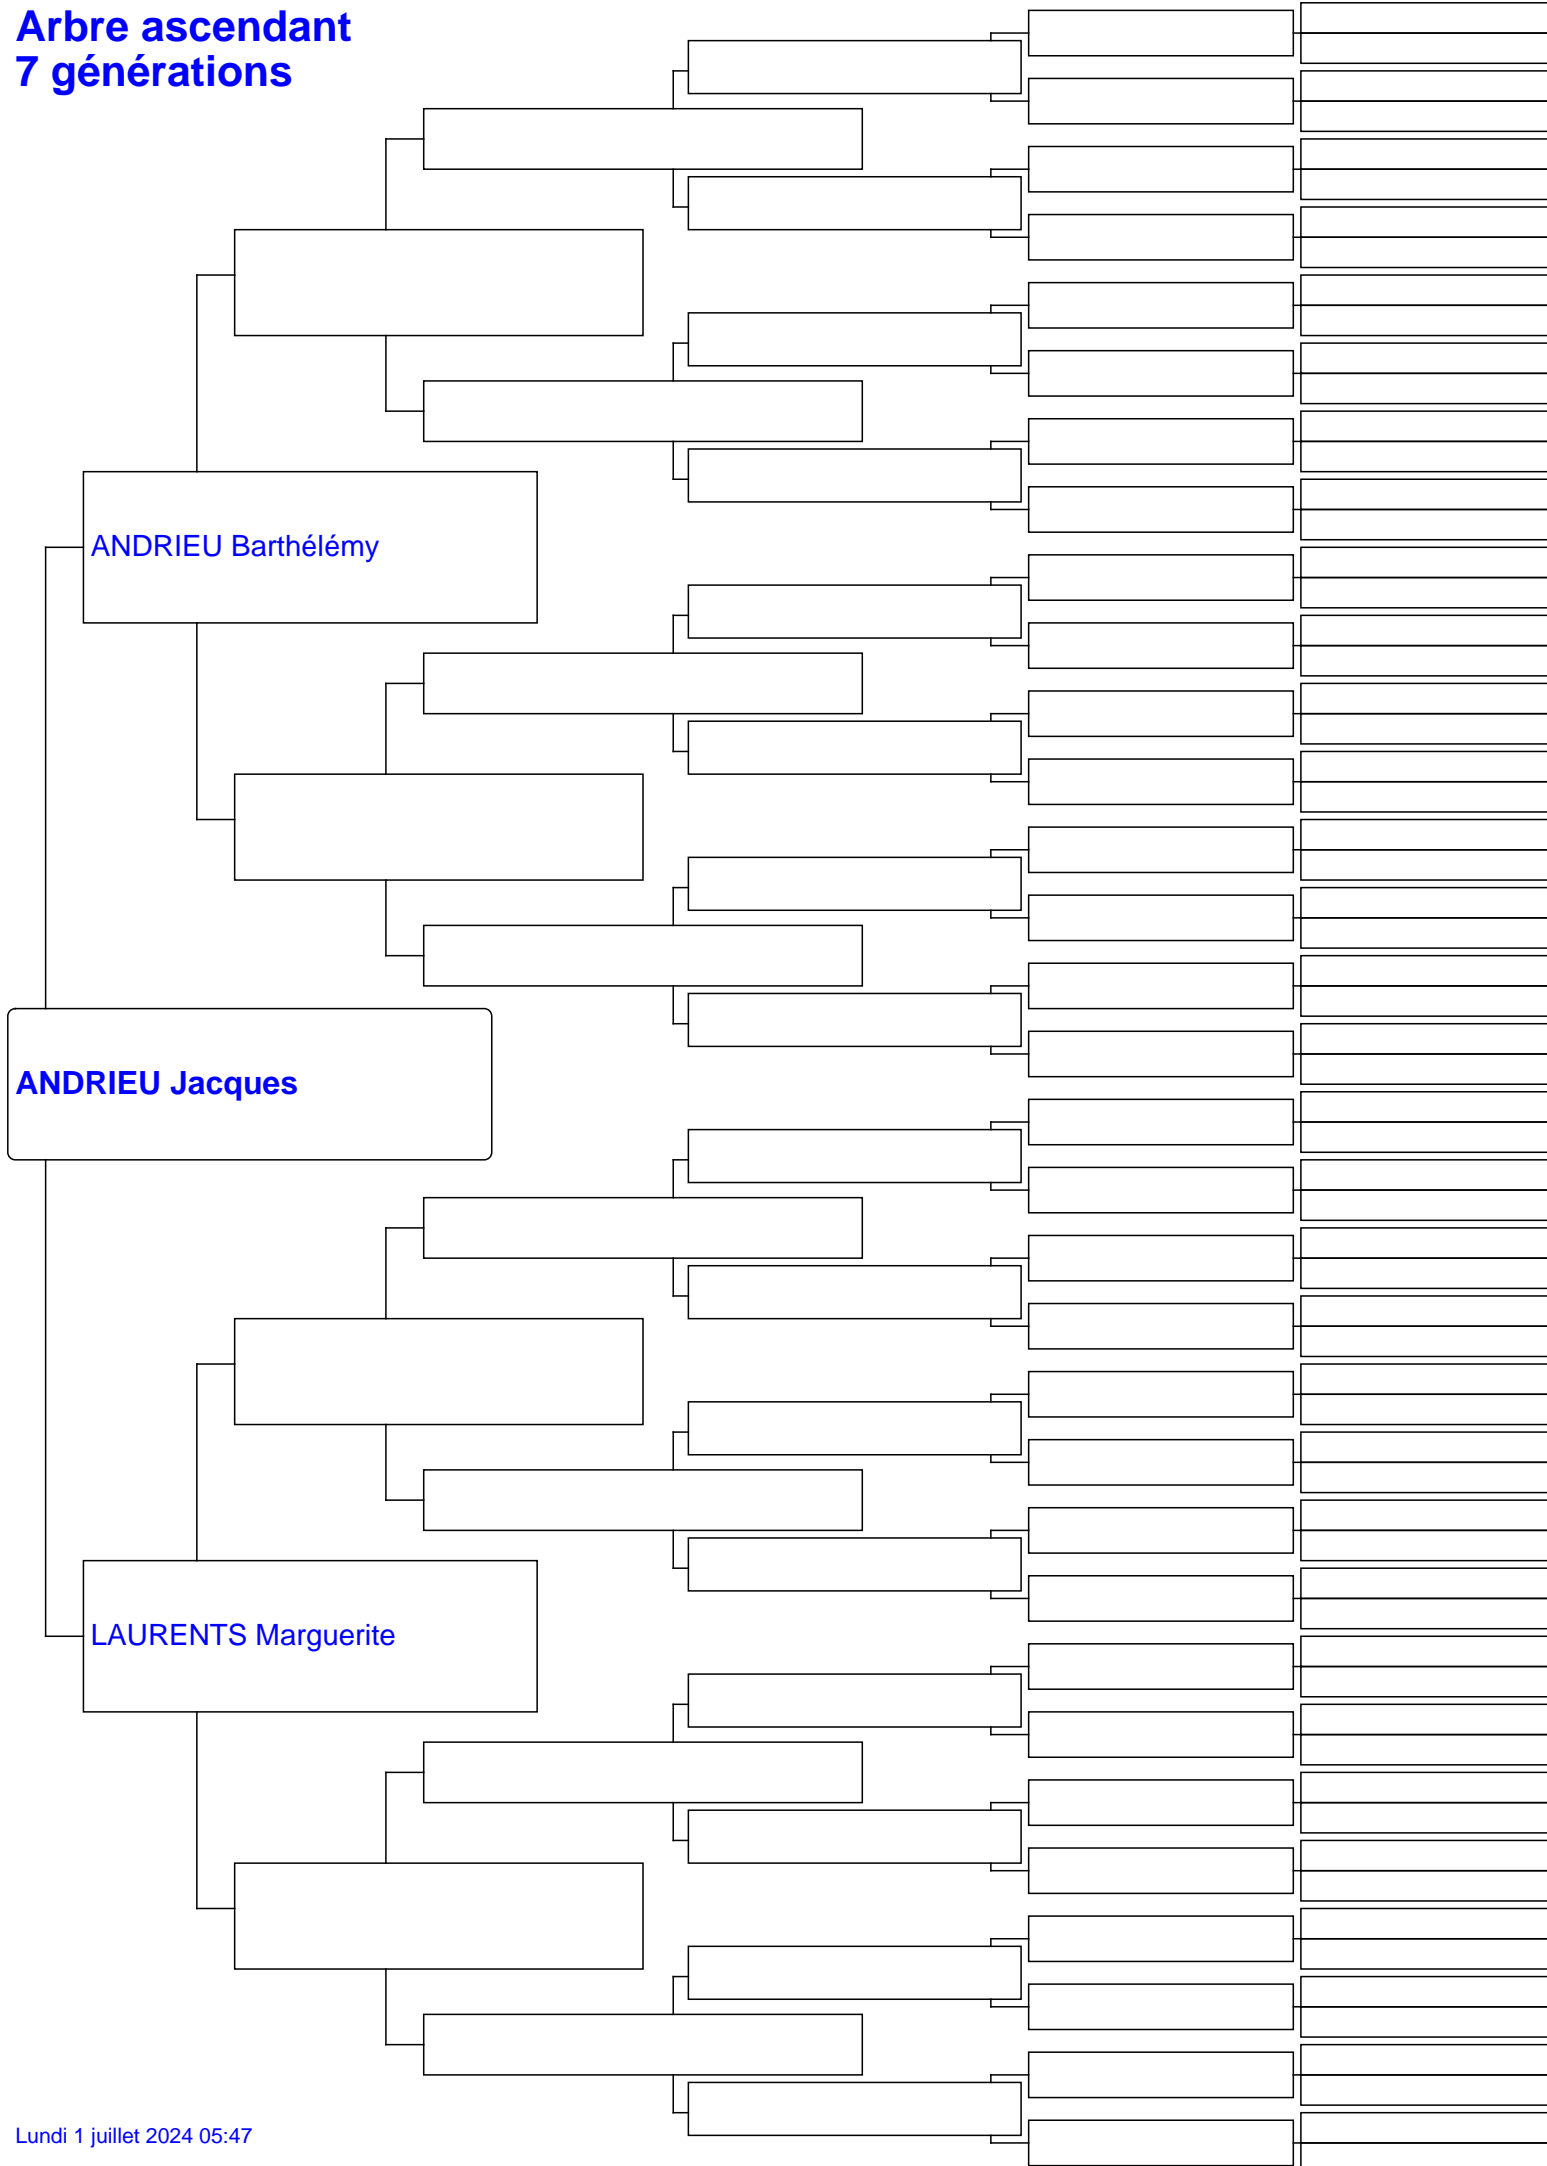 Arbre ascendant
7 générations
ANDRIEU Barthélémy
ANDRIEU Jacques
LAURENTS Marguerite
Lundi 1 juillet 2024 05:47